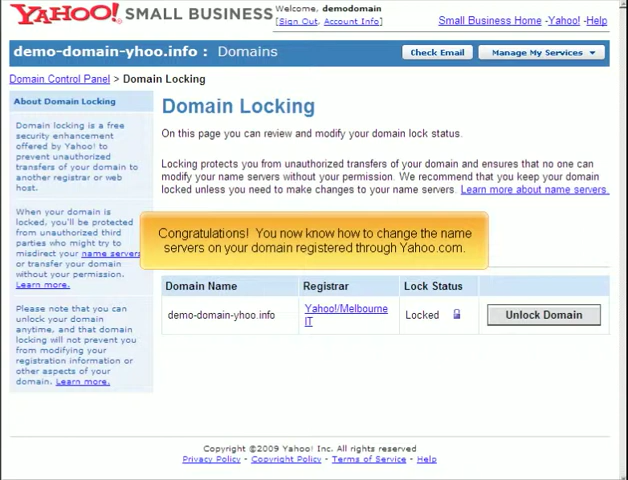 YAHOO! SMALL BUSINESS
Welcome, demodomain
[Sign Out, Account Info]
Small Business Home - Yahoo! - Help
demo-domain-yhoo.info : Domains
Check Email
Manage My Services
Domain Control Panel > Domain Locking
About Domain Locking
Domain locking is a free
security enhancement
offered by Yahoo! to
prevent unauthorized
transfers of your domain to
another registrar or web
host.
When your domain is
locked, you'll be protected
from unauthorized third
parties who might try to
misdirect your name servers
or transfer your domain
without your permission.
Learn more.
Please note that you can
unlock your domain
anytime, and that domain
locking will not prevent you
from modifying your
registration information or
other aspects of your
domain. Learn more.
Domain Locking
On this page you can review and modify your domain lock status.
Locking protects you from unauthorized transfers of your domain and ensures that no one can
modify your name servers without your permission. We recommend that you keep your domain
locked unless you need to make changes to your name servers. Learn more about name servers.
Congratulations! You now know how to change the name
servers on your domain registered through Yahoo.com.
Domain Name Registrar Lock Status
demo-domain-yhoo.info Yahoo!/Melbourne IT Locked Unlock Domain
Copyright ©2009 Yahoo! Inc. All rights reserved
Privacy Policy - Copyright Policy - Terms of Service - Help